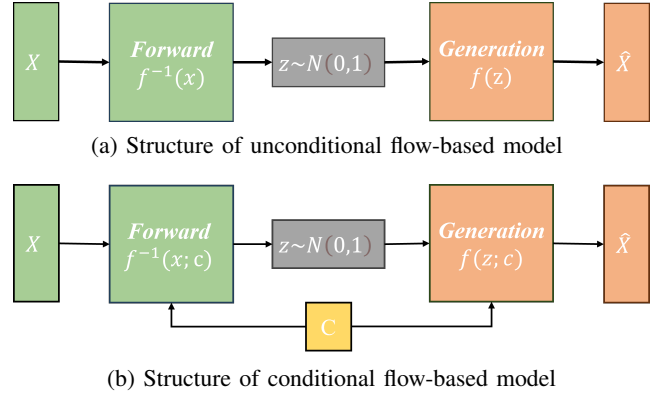 X
Forward
f⁻¹(x)
z~N(0,1)
Generation
f(z)
X̂
(a) Structure of unconditional flow-based model
X
Forward
f⁻¹(x; c)
z~N(0,1)
Generation
f(z; c)
X̂
C
(b) Structure of conditional flow-based model